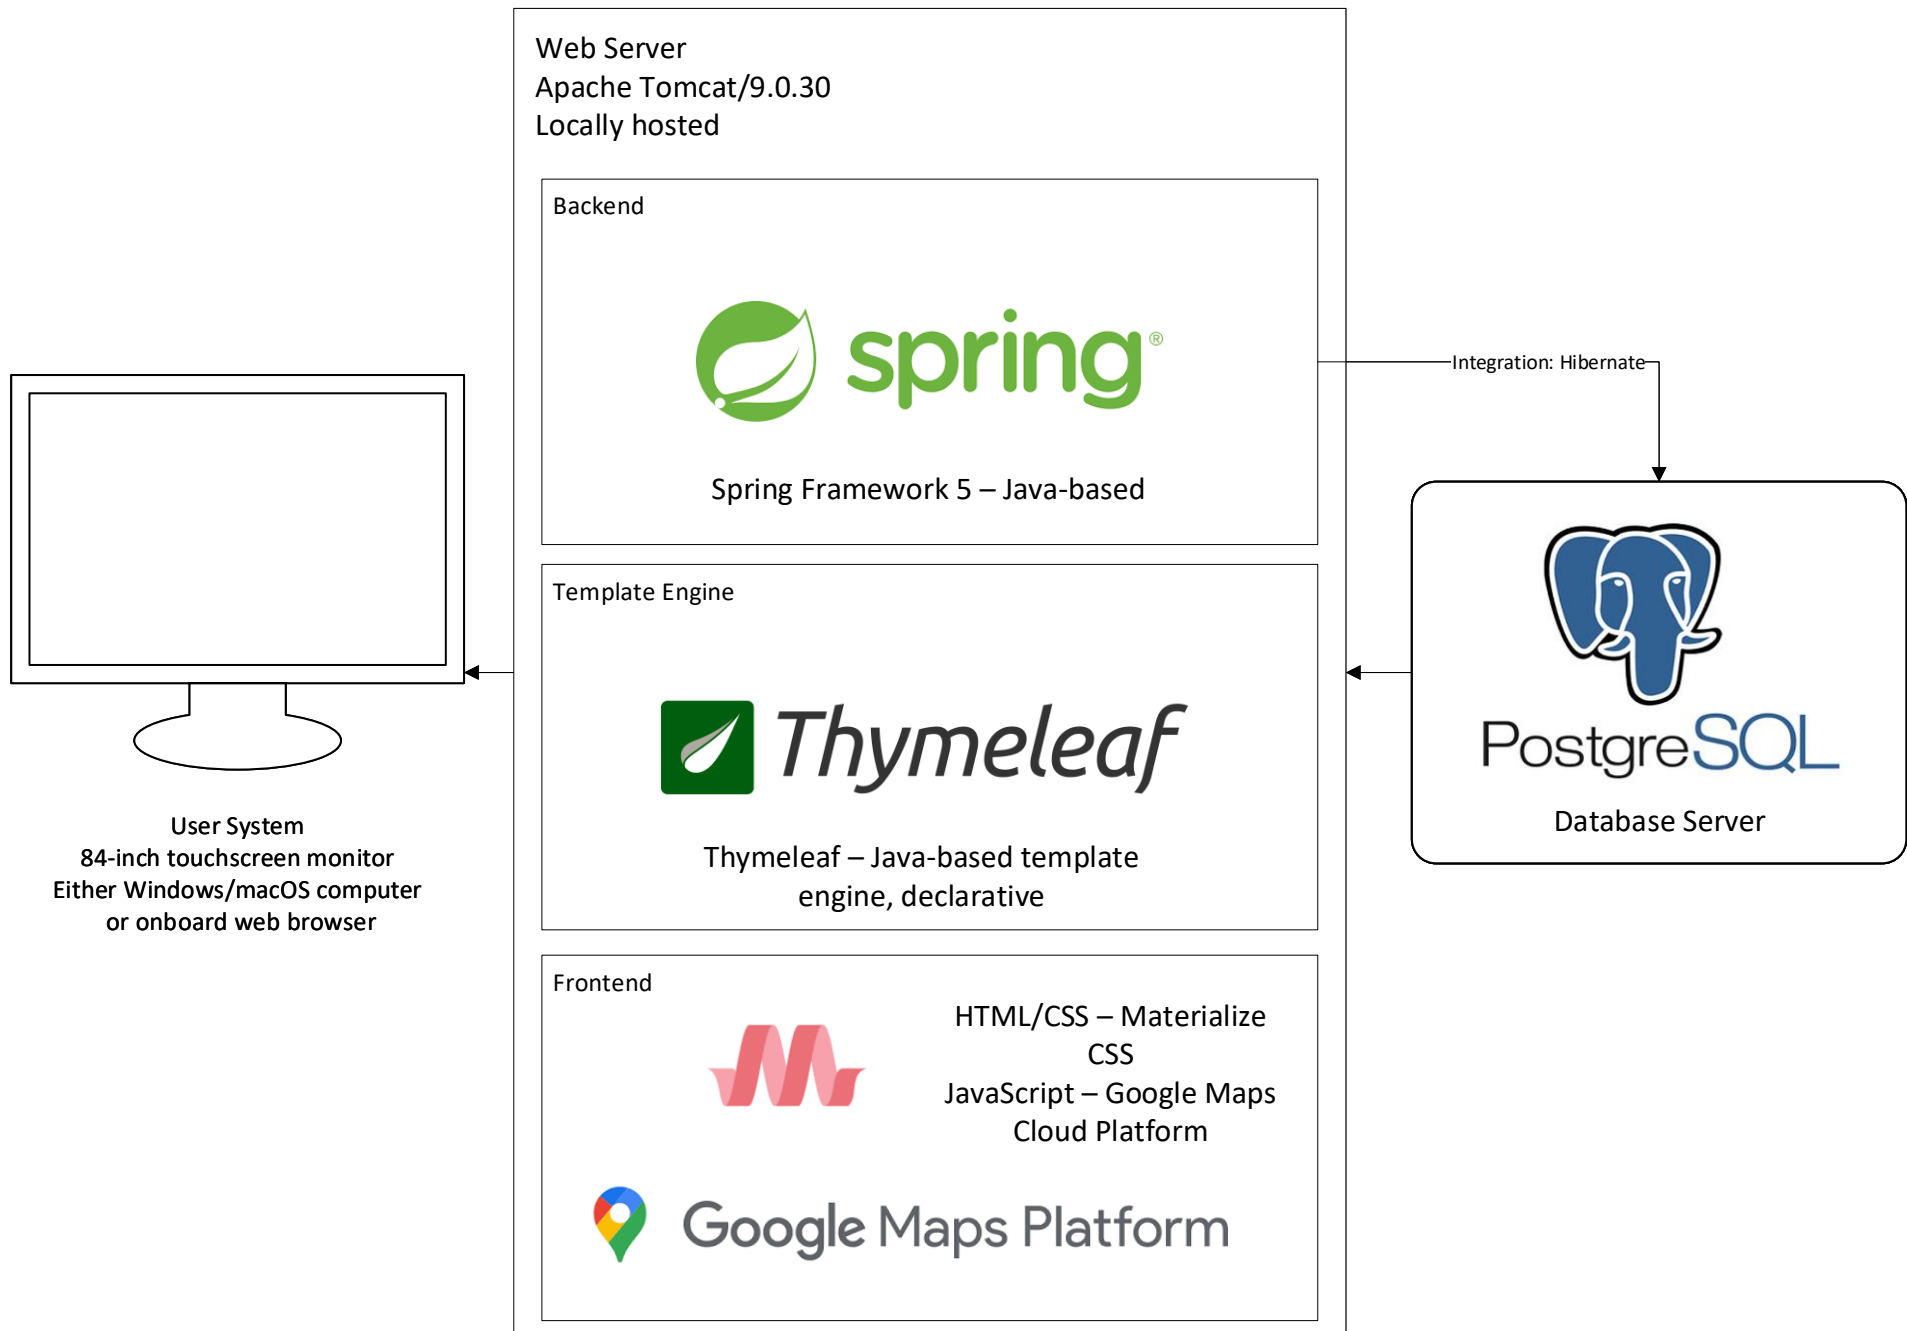 Web Server
Apache Tomcat/9.0.30
Locally hosted
Backend
spring®
Spring Framework 5 – Java-based
Integration: Hibernate
Template Engine
Thymeleaf
Thymeleaf – Java-based template
engine, declarative
PostgreSQL
Database Server
User System
84-inch touchscreen monitor
Either Windows/macOS computer
or onboard web browser
Frontend
HTML/CSS – Materialize
CSS
JavaScript – Google Maps
Cloud Platform
Google Maps Platform